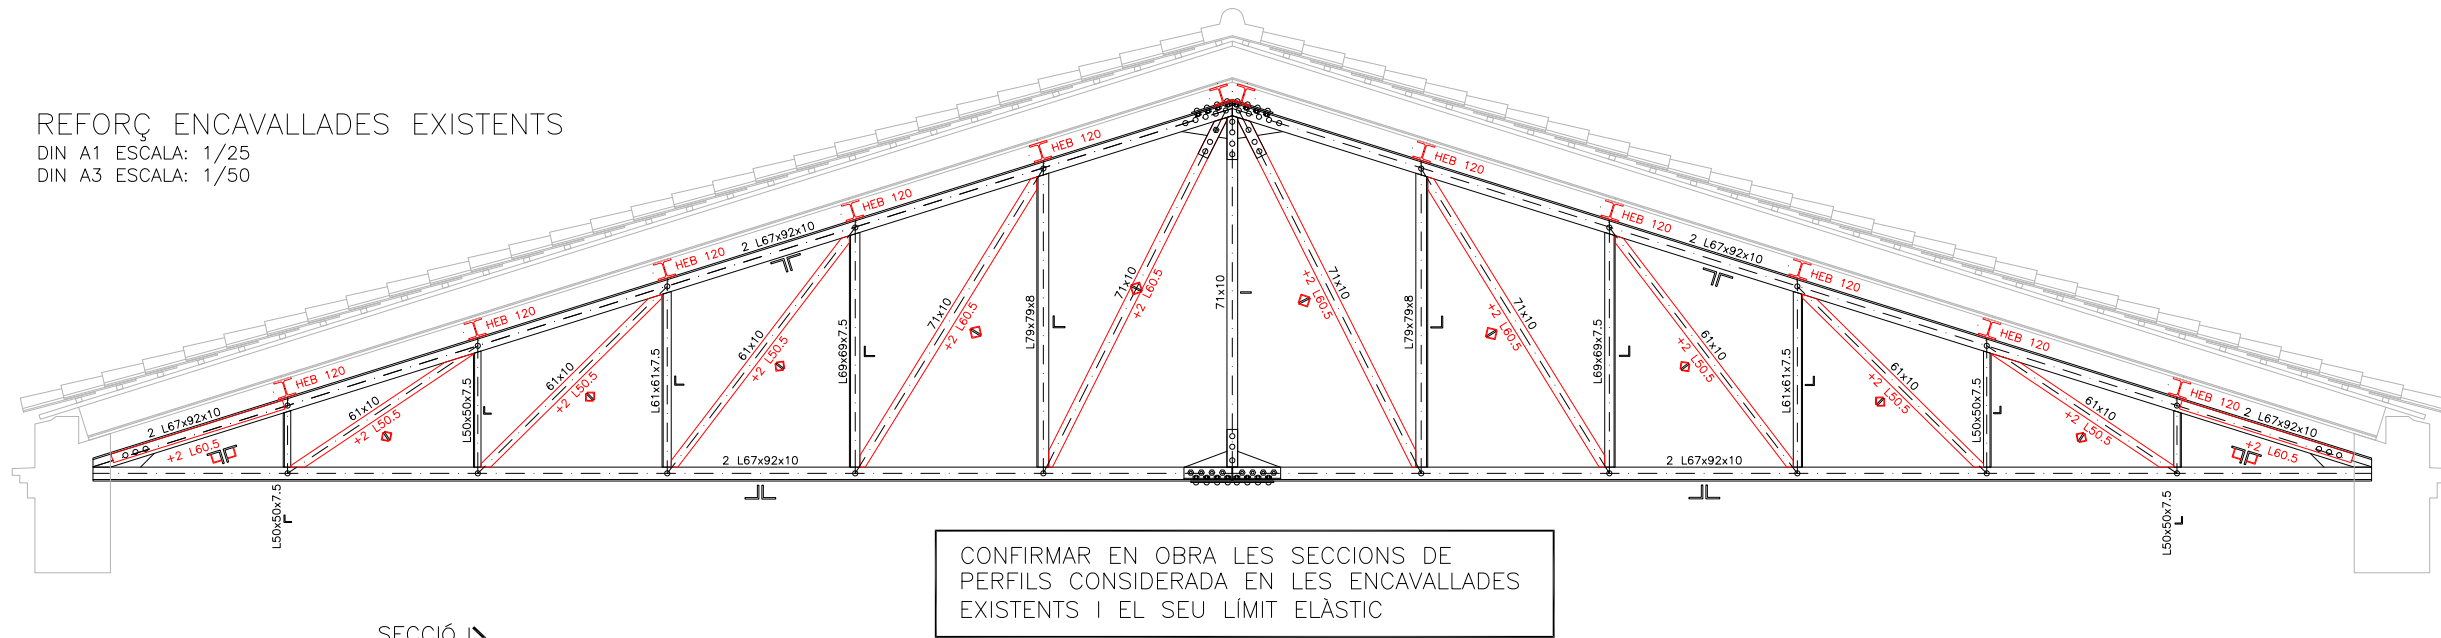 REFORÇ ENCAVALLADES EXISTENTS
DIN A1 ESCALA: 1/25
DIN A3 ESCALA: 1/50
HEB 120
HEB 120
HEB 120
HEB 120
HEB 120
HEB 120
HEB 120
HEB 120
HEB 120
HEB 120
2 L67x92x10
2 L67x92x10
2 L67x92x10
2 L67x92x10
+2 L60.5
L50x50x7.5
61x10
+2 L50.5
L50x50x7.5
61x10
+2 L50.5
L61x61x7.5
61x10
+2 L50.5
L69x69x7.5
71x10
+2 L60.5
L79x79x8
71x10
+2 L60.5
71x10
71x10
+2 L60.5
L79x79x8
71x10
+2 L60.5
L69x69x7.5
61x10
+2 L50.5
L61x61x7.5
61x10
+2 L50.5
L50x50x7.5
61x10
+2 L50.5
L50x50x7.5
+2 L60.5
2 L67x92x10
2 L67x92x10
CONFIRMAR EN OBRA LES SECCIONS DE
PERFILS CONSIDERADA EN LES ENCAVALLADES
EXISTENTS I EL SEU LÍMIT ELÀSTIC
SECCIÓ